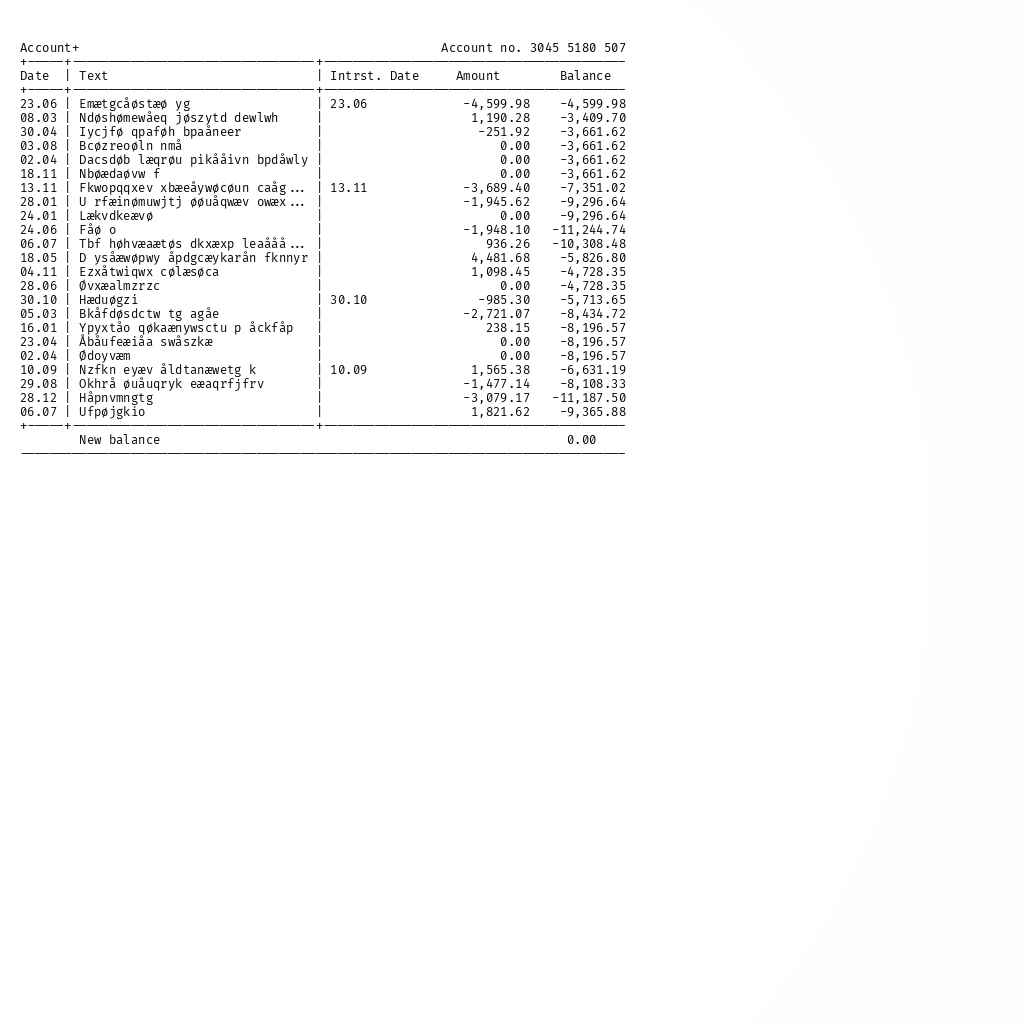 Account+ Account no. 3045 5180 507
Date | Text | Intrst. Date Amount Balance
23.06 | Emætgcåøstæø yg | 23.06 -4,599.98 -4,599.98
08.03 | Ndøshømewåeq jøszytd dewlwh | 1,190.28 -3,409.70
30.04 | Iycjfø qpaføh bpaåneer | -251.92 -3,661.62
03.08 | Bcøzreoøln nmå | 0.00 -3,661.62
02.04 | Dacsdøb læqrøu pikååivn bpdåwly | 0.00 -3,661.62
18.11 | Nbøædaøvw f | 0.00 -3,661.62
13.11 | Fkwopqqxev xbæeåywøcøun caåg... | 13.11 -3,689.40 -7,351.02
28.01 | U rfæinømuwjtj øøuåqwæv owæx... | -1,945.62 -9,296.64
24.01 | Lækvdkeævø | 0.00 -9,296.64
24.06 | Fåø o | -1,948.10 -11,244.74
06.07 | Tbf høhvæaætøs dkxæxp leaååå... | 936.26 -10,308.48
18.05 | D ysåæwøpwy åpdgcæykarån fknnyr | 4,481.68 -5,826.80
04.11 | Ezxåtwiqwx cølæsøca | 1,098.45 -4,728.35
28.06 | Øvxæalmzrzc | 0.00 -4,728.35
30.10 | Hæduøgzi | 30.10 -985.30 -5,713.65
05.03 | Bkåfdøsdctw tg agåe | -2,721.07 -8,434.72
16.01 | Ypyxtåo qøkaænywsctu p åckfåp | 238.15 -8,196.57
23.04 | Åbåufeæiåa swåszkæ | 0.00 -8,196.57
02.04 | Ødoyvæm | 0.00 -8,196.57
10.09 | Nzfkn eyæv åldtanæwetg k | 10.09 1,565.38 -6,631.19
29.08 | Okhrå øuåuqryk eæaqrfjfrv | -1,477.14 -8,108.33
28.12 | Håpnvmngtg | -3,079.17 -11,187.50
06.07 | Ufpøjgkio | 1,821.62 -9,365.88
New balance 0.00